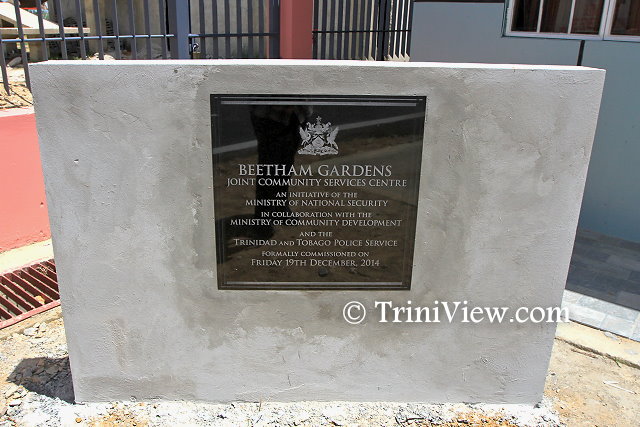 BEETHAM GARDENS
JOINT COMMUNITY SERVICES CENTRE
AN INITIATIVE OF THE
MINISTRY OF NATIONAL SECURITY
IN COLLABORATION WITH THE
MINISTRY OF COMMUNITY DEVELOPMENT
AND THE
TRINIDAD AND TOBAGO POLICE SERVICE
FORMALLY COMMISSIONED ON
FRIDAY 19TH DECEMBER, 2014
© TriniView.com